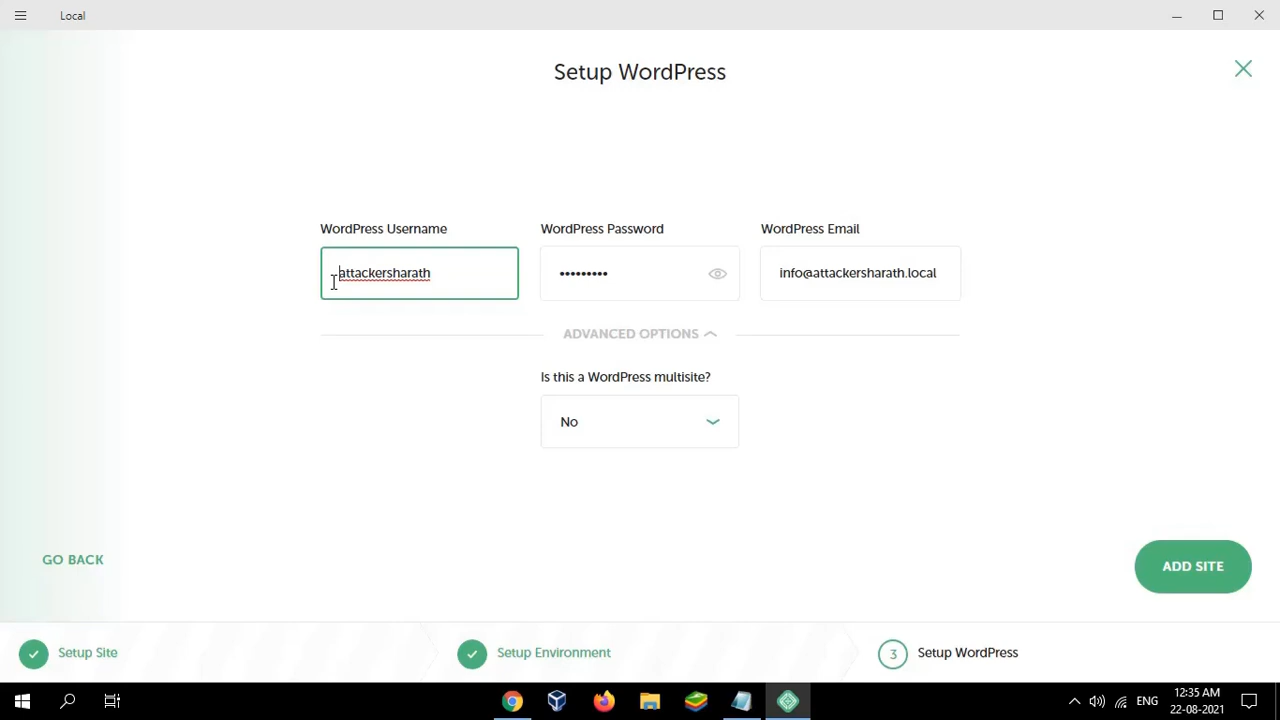 Local
Setup WordPress
WordPress Username
WordPress Password
WordPress Email
attackersharath
•••••••••
info@attackersharath.local
ADVANCED OPTIONS
Is this a WordPress multisite?
No
GO BACK
ADD SITE
Setup Site
Setup Environment
3
Setup WordPress
ENG
12:35 AM
22-08-2021